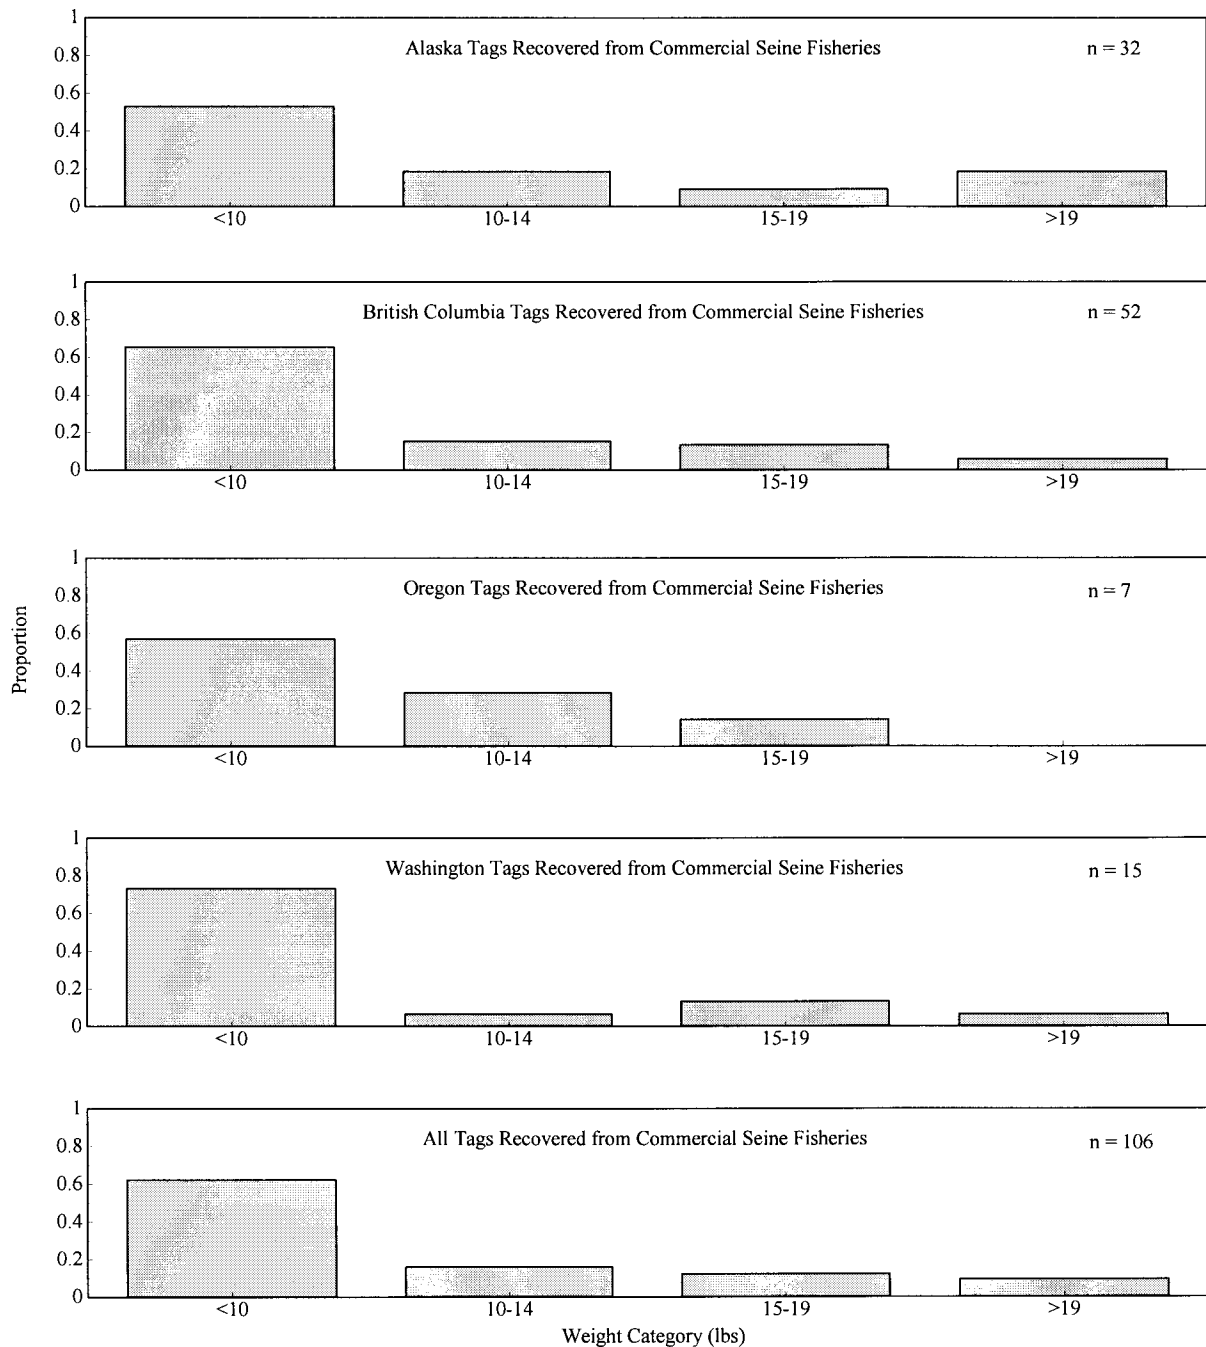 1
Alaska Tags Recovered from Commercial Seine Fisheries n = 32
0.8
0.6
0.4
0.2
0
<10 10-14 15-19 >19
1
British Columbia Tags Recovered from Commercial Seine Fisheries n = 52
0.8
0.6
0.4
0.2
0
<10 10-14 15-19 >19
1
Oregon Tags Recovered from Commercial Seine Fisheries n = 7
0.8
0.6
0.4
0.2
0
<10 10-14 15-19 >19
Proportion
1
Washington Tags Recovered from Commercial Seine Fisheries n = 15
0.8
0.6
0.4
0.2
0
<10 10-14 15-19 >19
1
All Tags Recovered from Commercial Seine Fisheries n = 106
0.8
0.6
0.4
0.2
0
<10 10-14 15-19 >19
Weight Category (lbs)